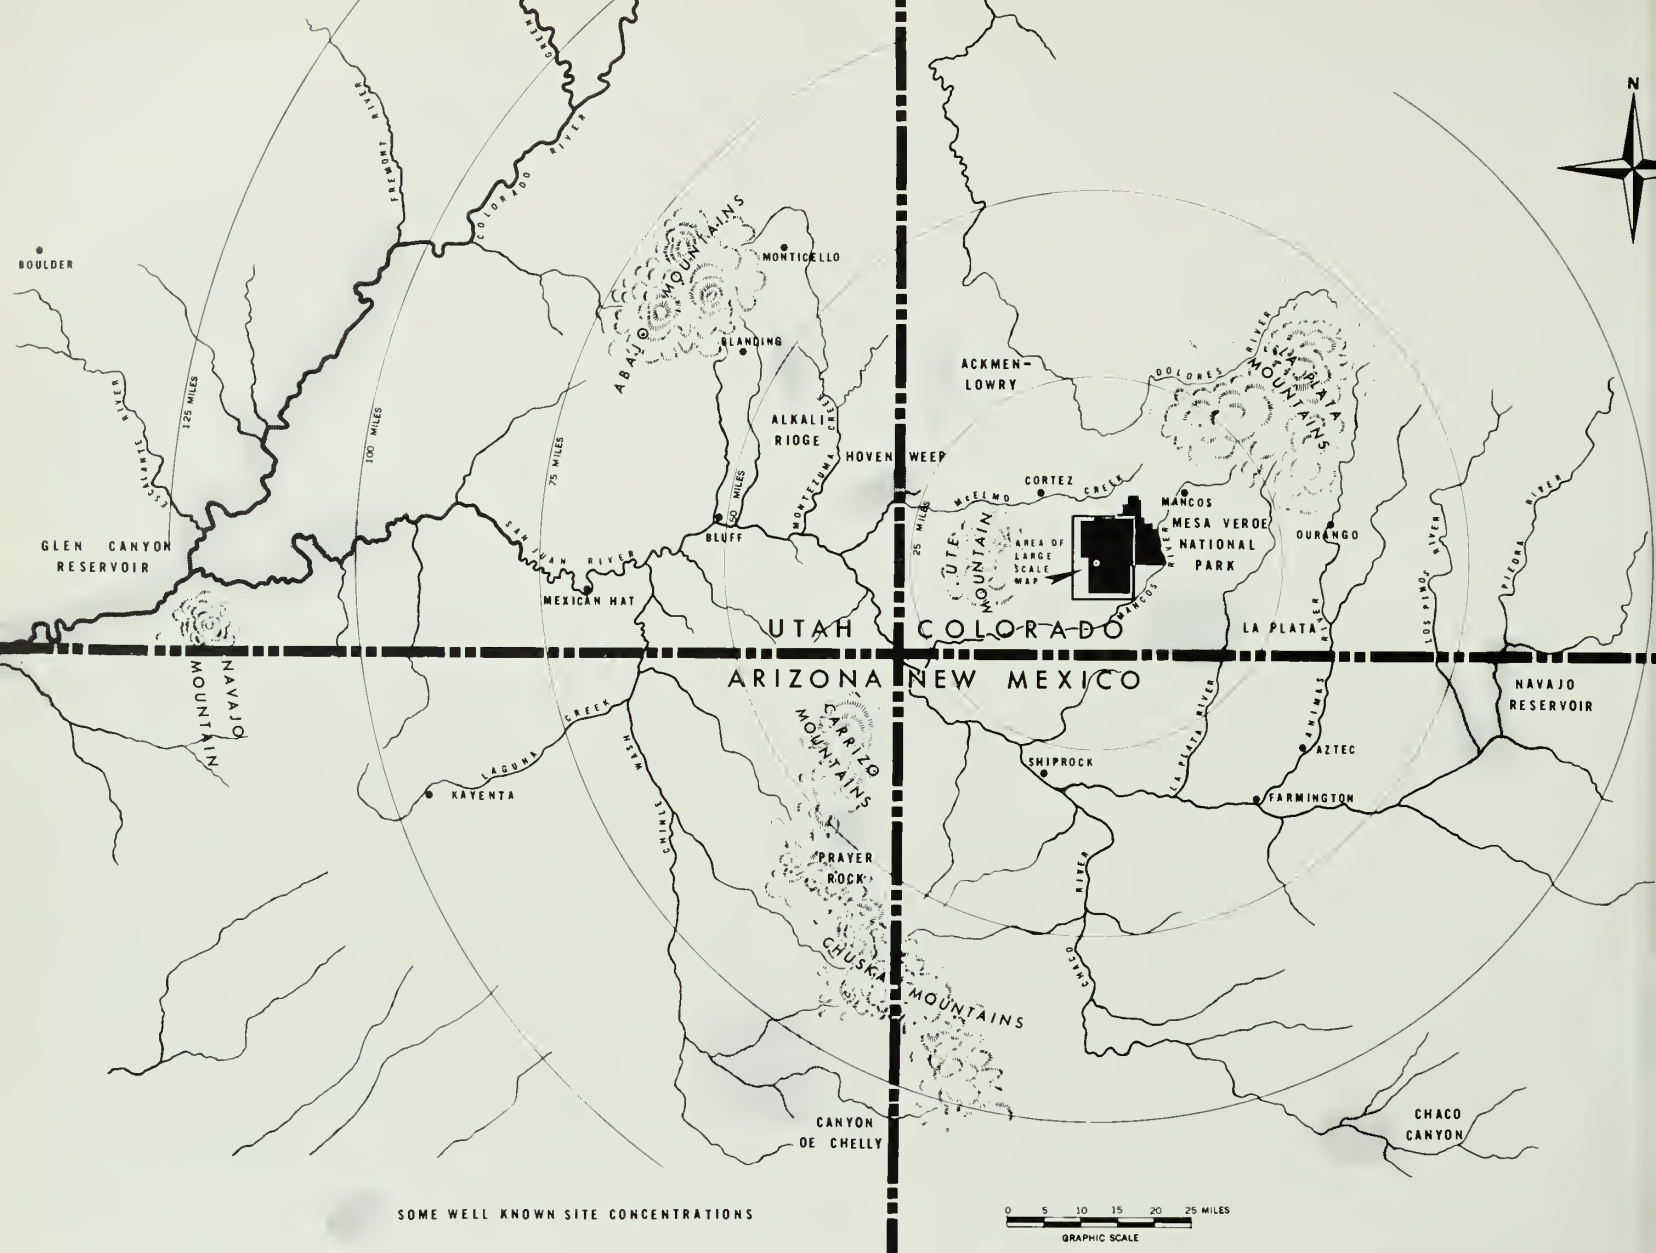 N
GREEN
FREMONT RIVER
COLORADO RIVER
BOULDER
ABAJO MOUNTAINS
MONTICELLO
BLANDING
125 MILES
100 MILES
75 MILES
50 MILES
25 MILES
ESCALANTE RIVER
ACKMEN-
LOWRY
DOLORES RIVER
LA PLATA
MOUNTAINS
ALKALI
RIDGE
MONTEZUMA CREEK
HOVENWEEP
CORTEZ
McELMO CREEK
MANCOS
MESA VERDE
NATIONAL
PARK
DURANGO
UTE
MOUNTAIN
AREA OF
LARGE
SCALE
MAP
MANCOS RIVER
GLEN CANYON
RESERVOIR
SAN JUAN RIVER
BLUFF
MEXICAN HAT
LOS PINOS RIVER
PIEDRA RIVER
UTAH
COLORADO
LA PLATA
ARIZONA
NEW MEXICO
NAVAJO
MOUNTAIN
NAVAJO
RESERVOIR
CARRIZO
MOUNTAINS
LAGUNA CREEK
CHINLE WASH
KAYENTA
SHIPROCK
LA PLATA RIVER
ANIMAS RIVER
AZTEC
FARMINGTON
PRAYER
ROCK
CHUSKA MOUNTAINS
CHACO RIVER
CANYON
DE CHELLY
CHACO
CANYON
SOME WELL KNOWN SITE CONCENTRATIONS
0 5 10 15 20 25 MILES
GRAPHIC SCALE